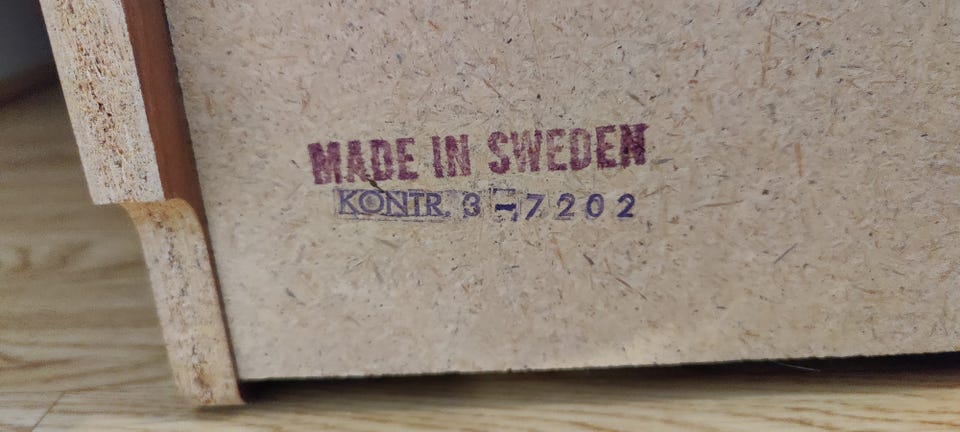 MADE IN SWEDEN
KONTR. 3-7202